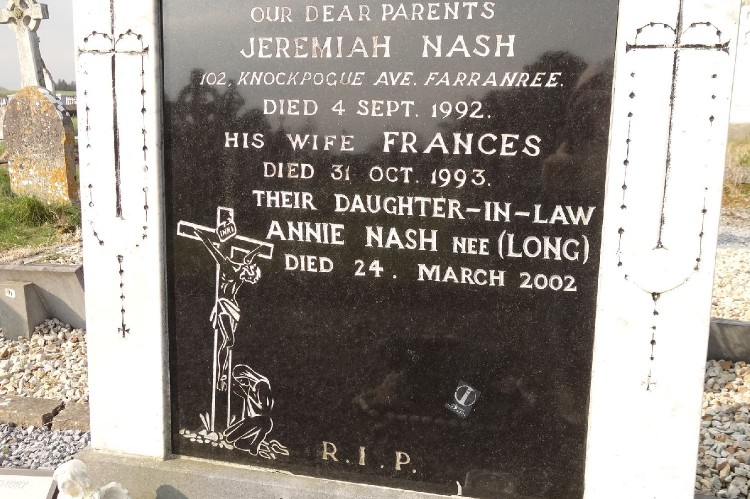 OUR DEAR PARENTS
JEREMIAH NASH
102, KNOCKPOGUE AVE. FARRANREE.
DIED 4 SEPT. 1992.
HIS WIFE FRANCES
DIED 31 OCT. 1993.
THEIR DAUGHTER-IN-LAW
ANNIE NASH NEE (LONG)
DIED 24. MARCH 2002
INRI
R.I.P.